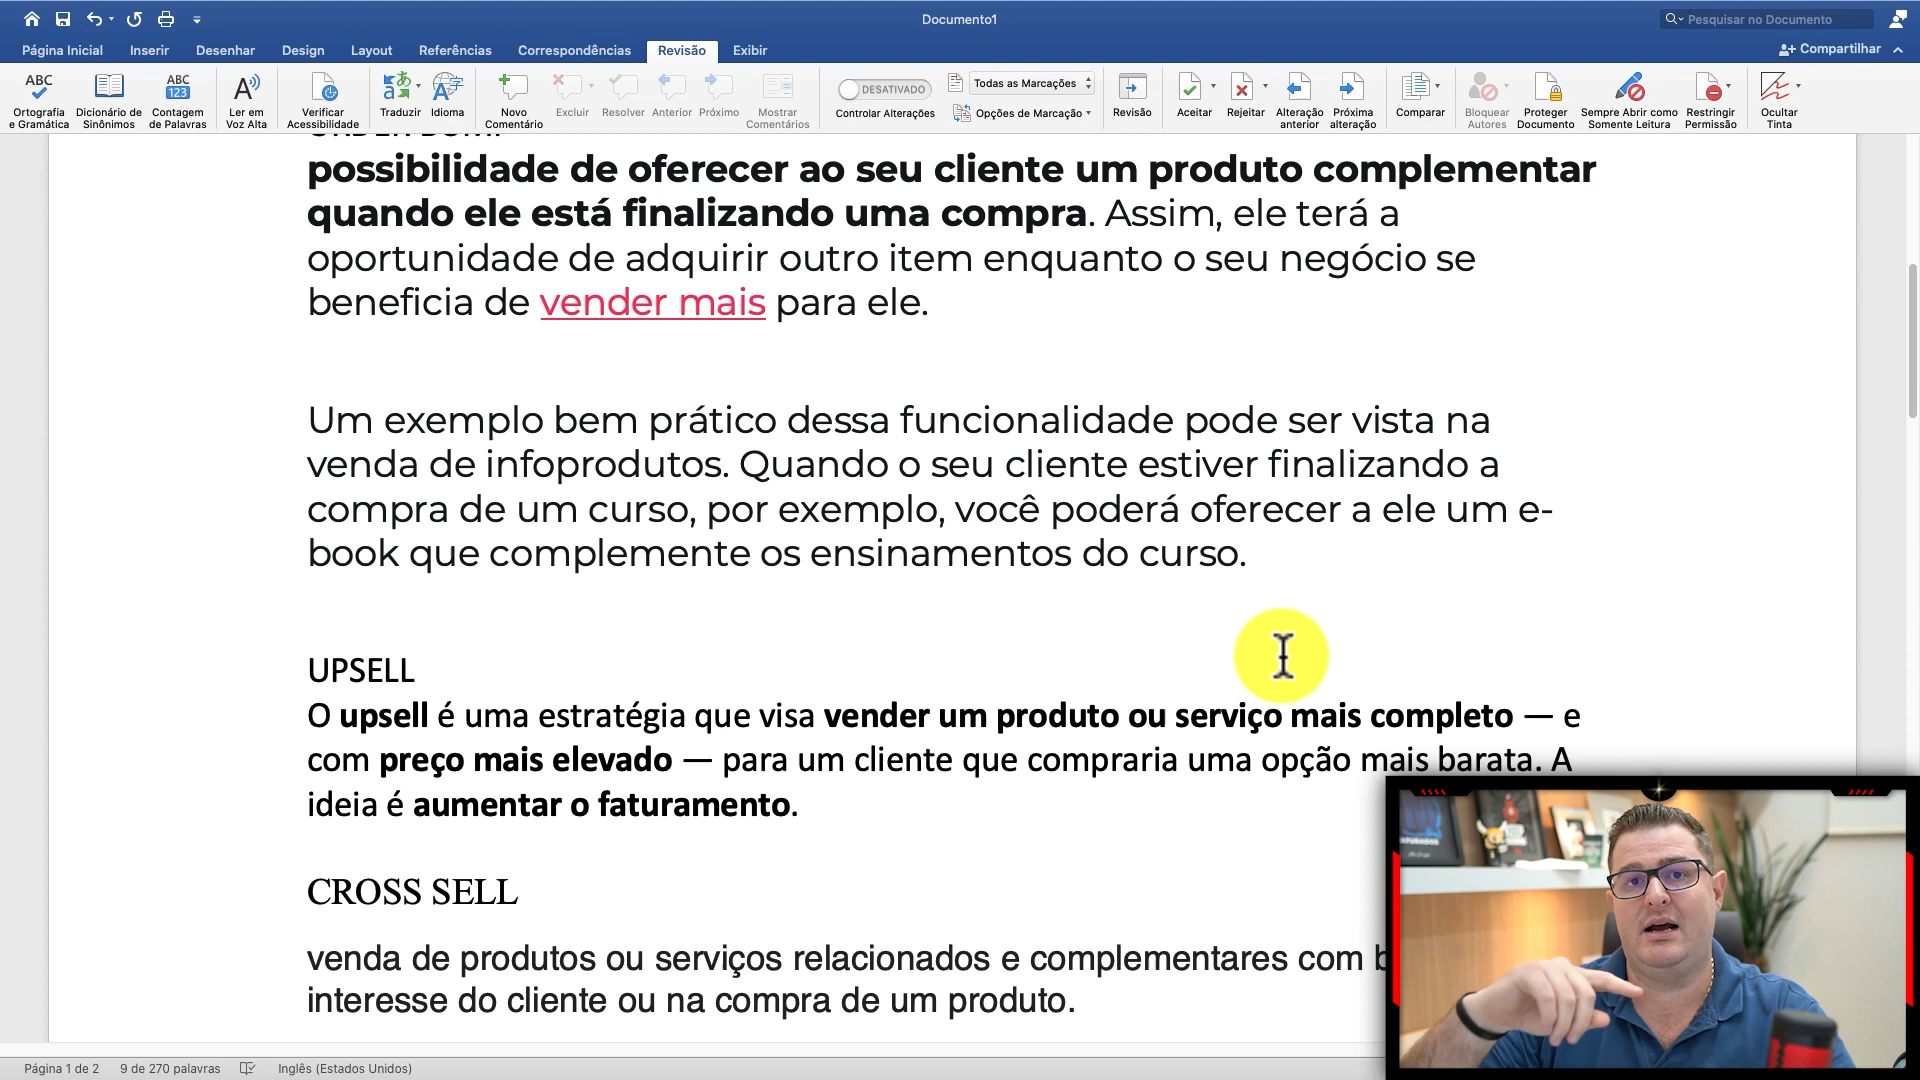 Documento1
Pesquisar no Documento
Página Inicial Inserir Desenhar Design Layout Referências Correspondências Revisão Exibir
Compartilhar
Ortografia e Gramática
Dicionário de Sinônimos
Contagem de Palavras
Ler em Voz Alta
Verificar Acessibilidade
Traduzir
Idioma
Novo Comentário
Excluir
Resolver
Anterior
Próximo
Mostrar Comentários
DESATIVADO
Controlar Alterações
Todas as Marcações
Opções de Marcação
Revisão
Aceitar
Rejeitar
Alteração anterior
Próxima alteração
Comparar
Bloquear Autores
Proteger Documento
Sempre Abrir como Somente Leitura
Restringir Permissão
Ocultar Tinta
possibilidade de oferecer ao seu cliente um produto complementar
quando ele está finalizando uma compra. Assim, ele terá a
oportunidade de adquirir outro item enquanto o seu negócio se
beneficia de vender mais para ele.
Um exemplo bem prático dessa funcionalidade pode ser vista na
venda de infoprodutos. Quando o seu cliente estiver finalizando a
compra de um curso, por exemplo, você poderá oferecer a ele um e-
book que complemente os ensinamentos do curso.
UPSELL
O upsell é uma estratégia que visa vender um produto ou serviço mais completo — e
com preço mais elevado — para um cliente que compraria uma opção mais barata. A
ideia é aumentar o faturamento.
CROSS SELL
venda de produtos ou serviços relacionados e complementares com
interesse do cliente ou na compra de um produto.
Página 1 de 2 9 de 270 palavras Inglês (Estados Unidos)